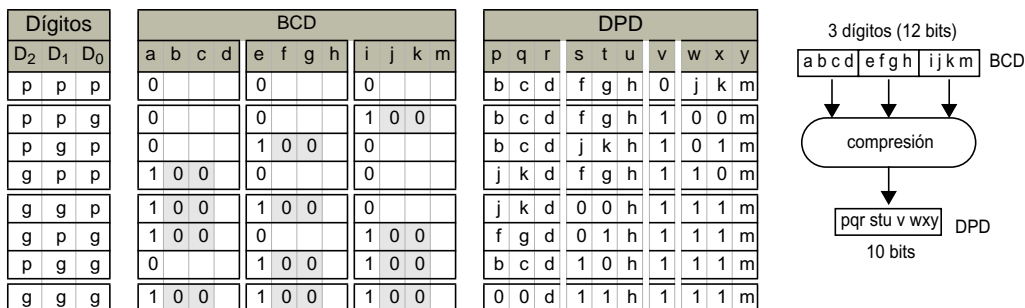 Dígitos BCD DPD
D2 D1 D0 a b c d e f g h i j k m p q r s t u v w x y
p p p 0 0 0 b c d f g h 0 j k m
p p g 0 0 1 0 0 b c d f g h 1 0 0 m
p g p 0 1 0 0 0 b c d j k h 1 0 1 m
g p p 1 0 0 0 0 j k d f g h 1 1 0 m
g g p 1 0 0 1 0 0 0 j k d 0 0 h 1 1 1 m
g p g 1 0 0 0 1 0 0 f g d 0 1 h 1 1 1 m
p g g 0 1 0 0 1 0 0 b c d 1 0 h 1 1 1 m
g g g 1 0 0 1 0 0 1 0 0 0 0 d 1 1 h 1 1 1 m
3 dígitos (12 bits)
a b c d e f g h i j k m BCD
compresión
pqr stu v wxy DPD
10 bits